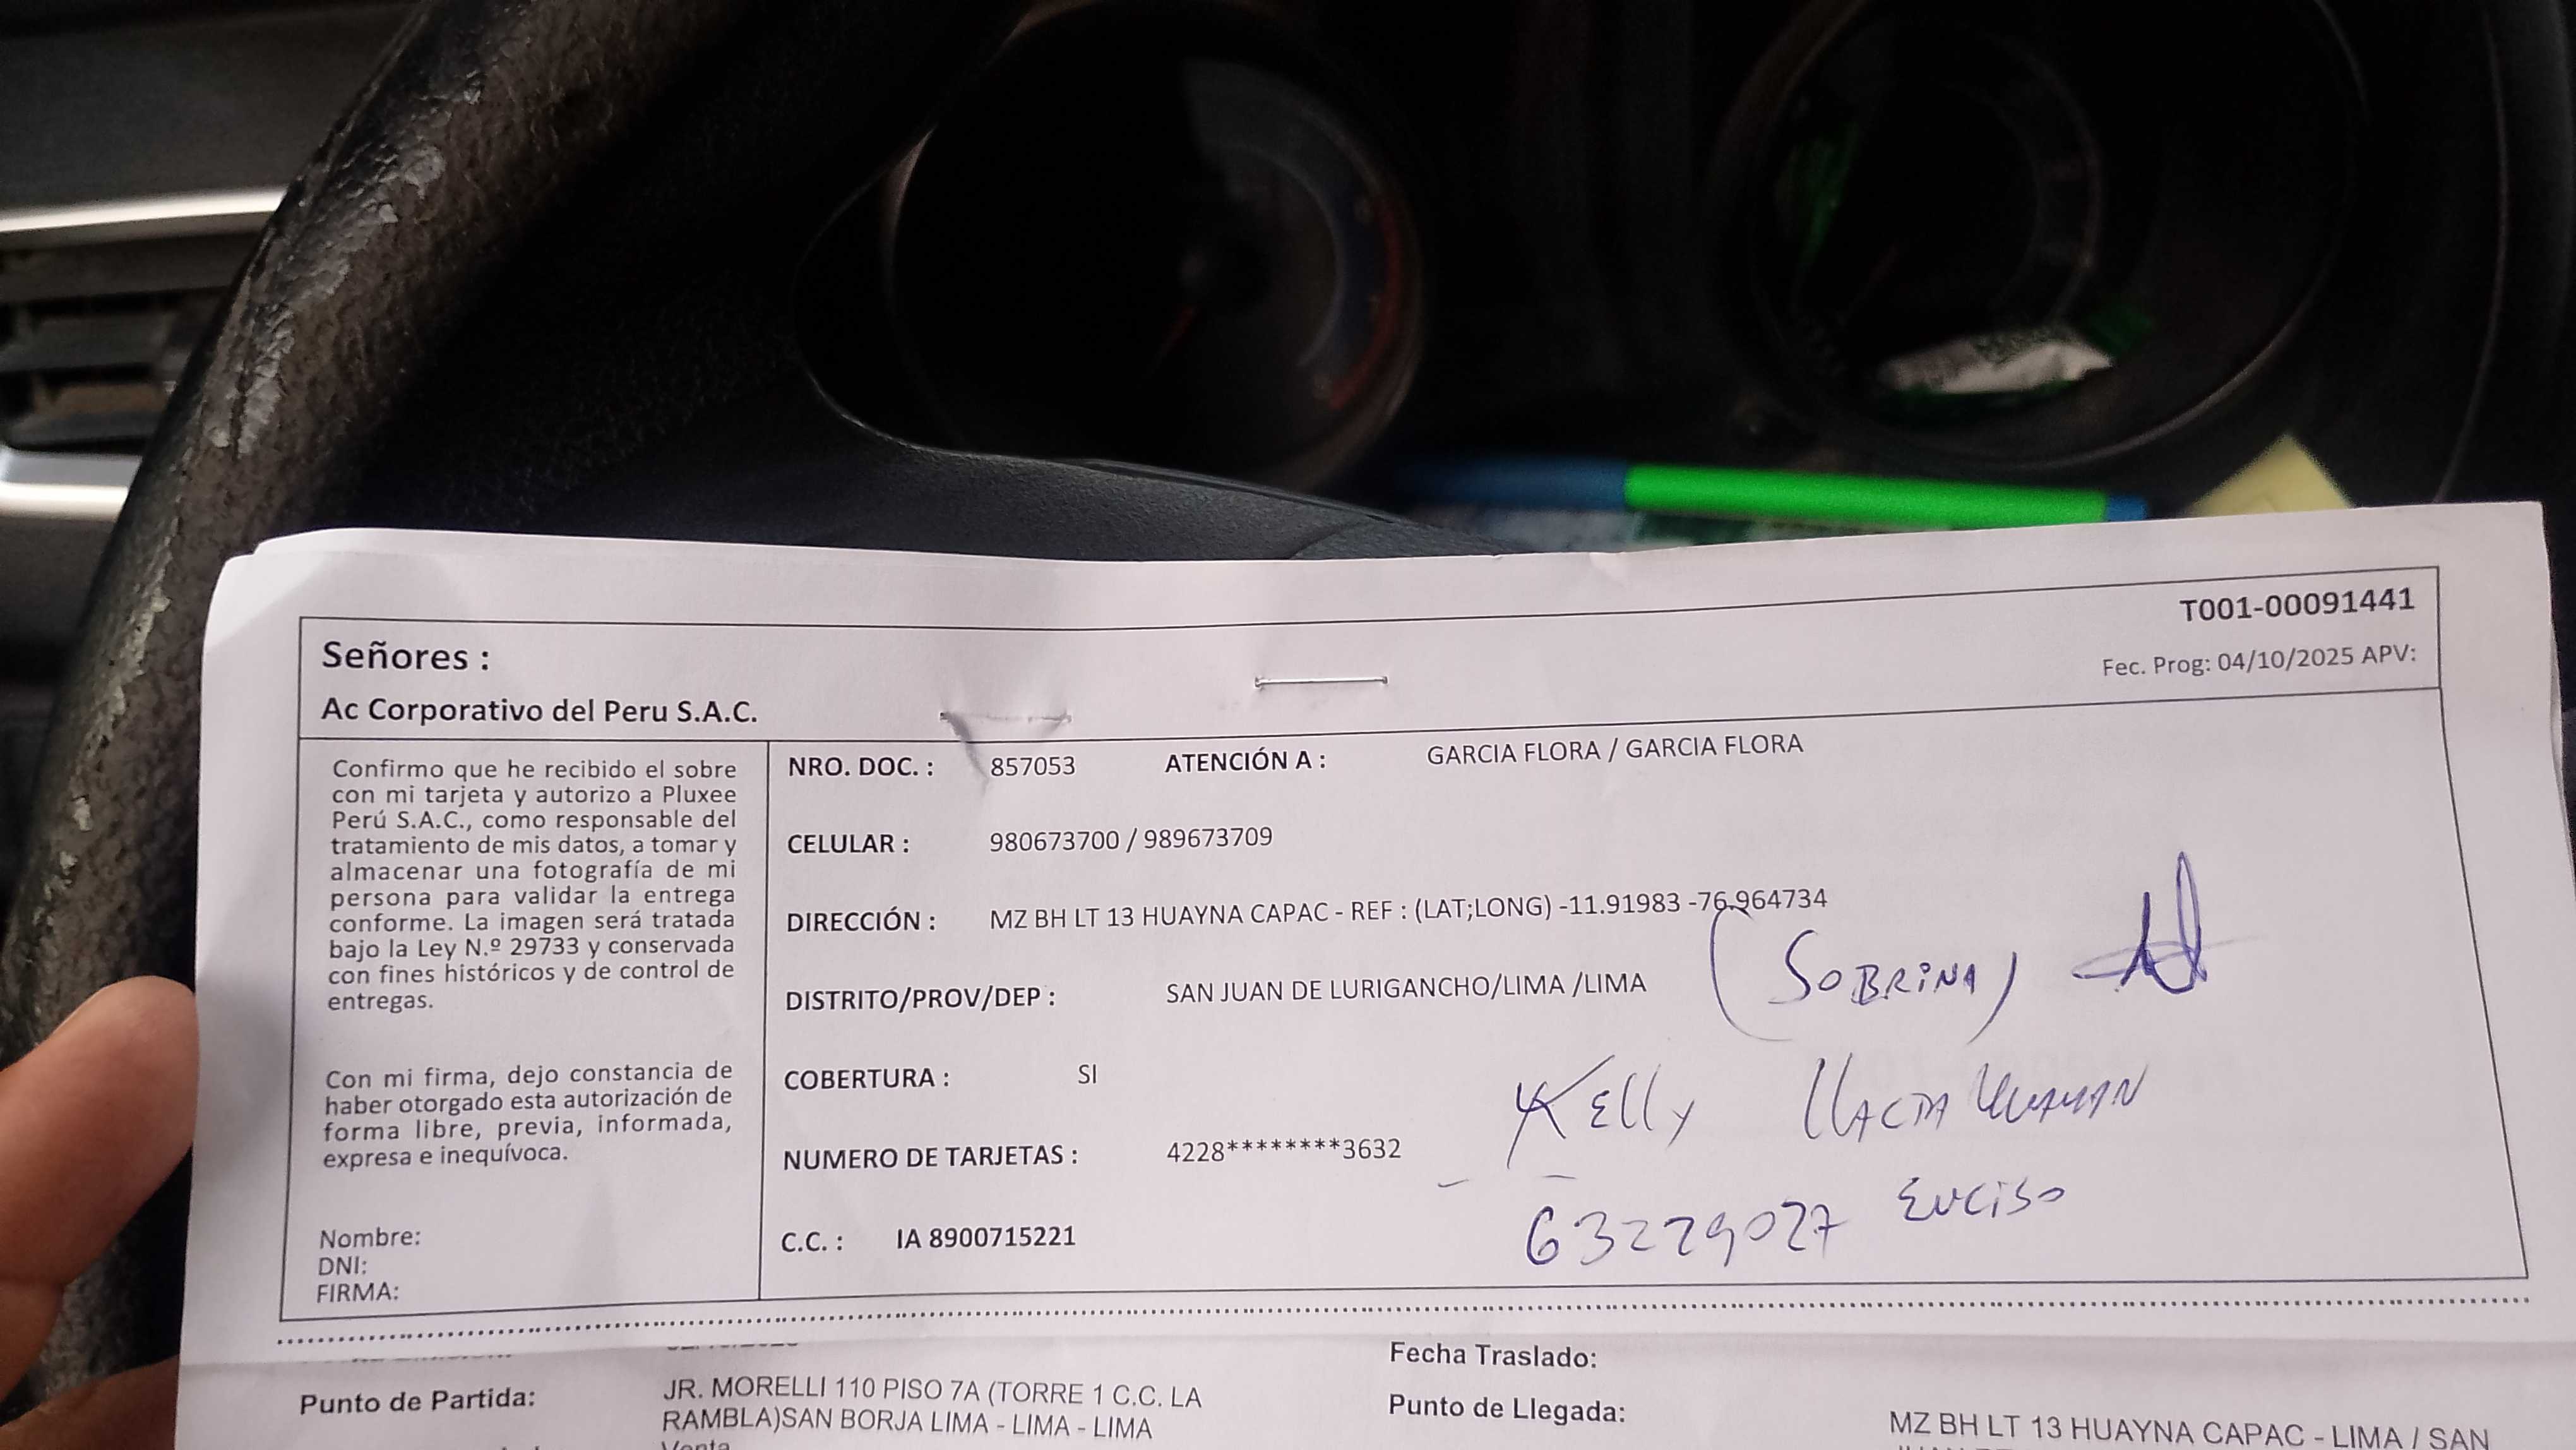 T001-00091441
Señores :
Fec. Prog: 04/10/2025 APV:
Ac Corporativo del Peru S.A.C.
Confirmo que he recibido el sobre
con mi tarjeta y autorizo a Pluxee
Perú S.A.C., como responsable del
tratamiento de mis datos, a tomar y
almacenar una fotografía de mi
persona para validar la entrega
conforme. La imagen será tratada
bajo la Ley N.º 29733 y conservada
con fines históricos y de control de
entregas.
Con mi firma, dejo constancia de
haber otorgado esta autorización de
forma libre, previa, informada,
expresa e inequívoca.
Nombre:
DNI:
FIRMA:
NRO. DOC. : 857053 ATENCIÓN A : GARCIA FLORA / GARCIA FLORA
CELULAR : 980673700 / 989673709
DIRECCIÓN : MZ BH LT 13 HUAYNA CAPAC - REF : (LAT;LONG) -11.91983 -76.964734
DISTRITO/PROV/DEP : SAN JUAN DE LURIGANCHO/LIMA /LIMA
(SOBRINA)
COBERTURA : SI
Kelly LLACTA HUAMAN
NUMERO DE TARJETAS : 4228********3632
63229027 ENCISO
C.C. : IA 8900715221
Fecha Traslado:
Punto de Partida: JR. MORELLI 110 PISO 7A (TORRE 1 C.C. LA
RAMBLA)SAN BORJA LIMA - LIMA - LIMA
Punto de Llegada: MZ BH LT 13 HUAYNA CAPAC - LIMA / SAN
Venta